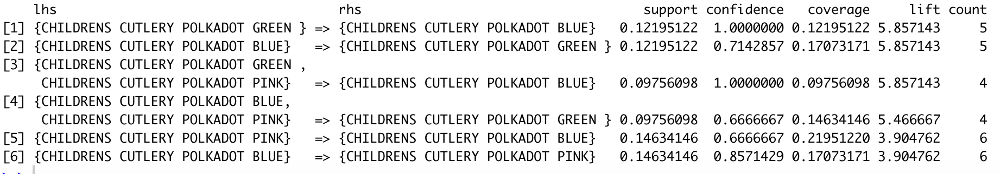 lhs rhs support confidence coverage lift count
[1] {CHILDRENS CUTLERY POLKADOT GREEN } => {CHILDRENS CUTLERY POLKADOT BLUE} 0.12195122 1.0000000 0.12195122 5.857143 5
[2] {CHILDRENS CUTLERY POLKADOT BLUE} => {CHILDRENS CUTLERY POLKADOT GREEN } 0.12195122 0.7142857 0.17073171 5.857143 5
[3] {CHILDRENS CUTLERY POLKADOT GREEN ,
CHILDRENS CUTLERY POLKADOT PINK} => {CHILDRENS CUTLERY POLKADOT BLUE} 0.09756098 1.0000000 0.09756098 5.857143 4
[4] {CHILDRENS CUTLERY POLKADOT BLUE,
CHILDRENS CUTLERY POLKADOT PINK} => {CHILDRENS CUTLERY POLKADOT GREEN } 0.09756098 0.6666667 0.14634146 5.466667 4
[5] {CHILDRENS CUTLERY POLKADOT PINK} => {CHILDRENS CUTLERY POLKADOT BLUE} 0.14634146 0.6666667 0.21951220 3.904762 6
[6] {CHILDRENS CUTLERY POLKADOT BLUE} => {CHILDRENS CUTLERY POLKADOT PINK} 0.14634146 0.8571429 0.17073171 3.904762 6